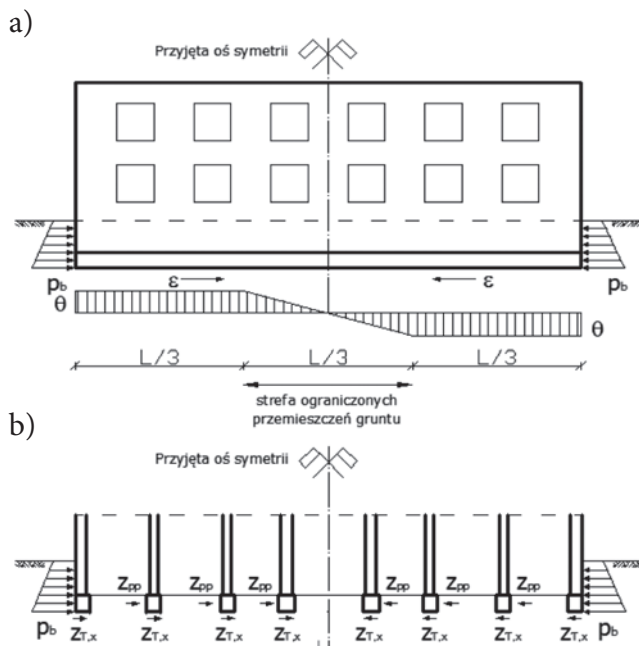 a)
Przyjęta oś symetrii
pb pb
ε ε
θ θ
L/3 L/3 L/3
strefa ograniczonych
przemieszczeń gruntu
b)
Przyjęta oś symetrii
Zpp Zpp Zpp Zpp Zpp Zpp
pb ZT,x ZT,x ZT,x ZT,x ZT,x ZT,x ZT,x ZT,x pb